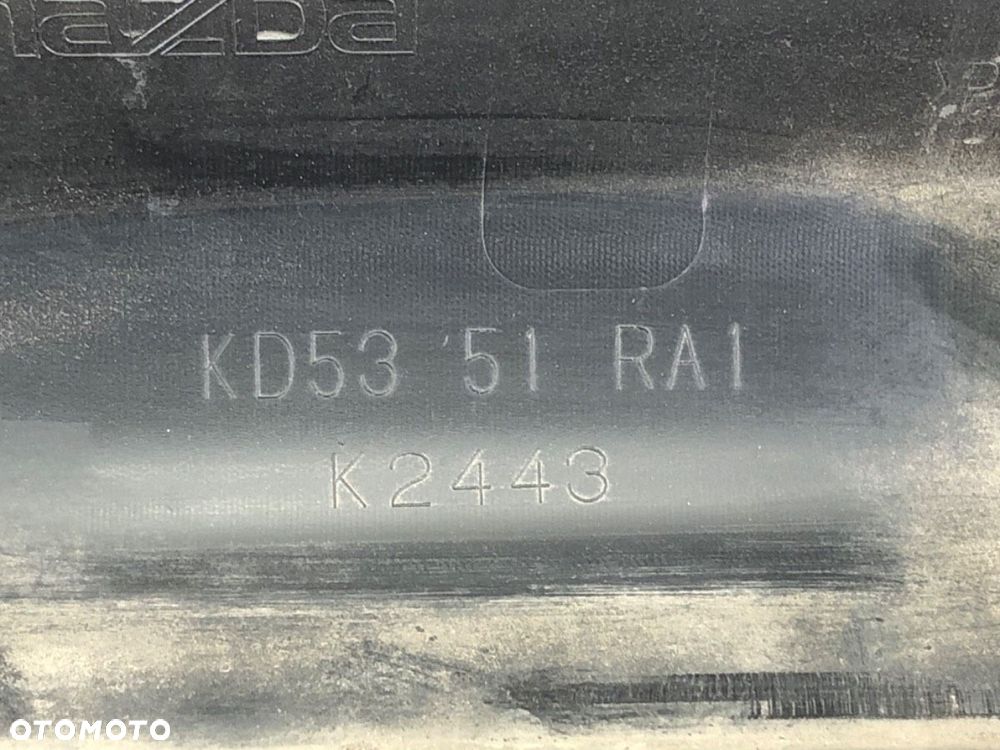 mazda
KD53 51 RA1
K2443
OTOMOTO